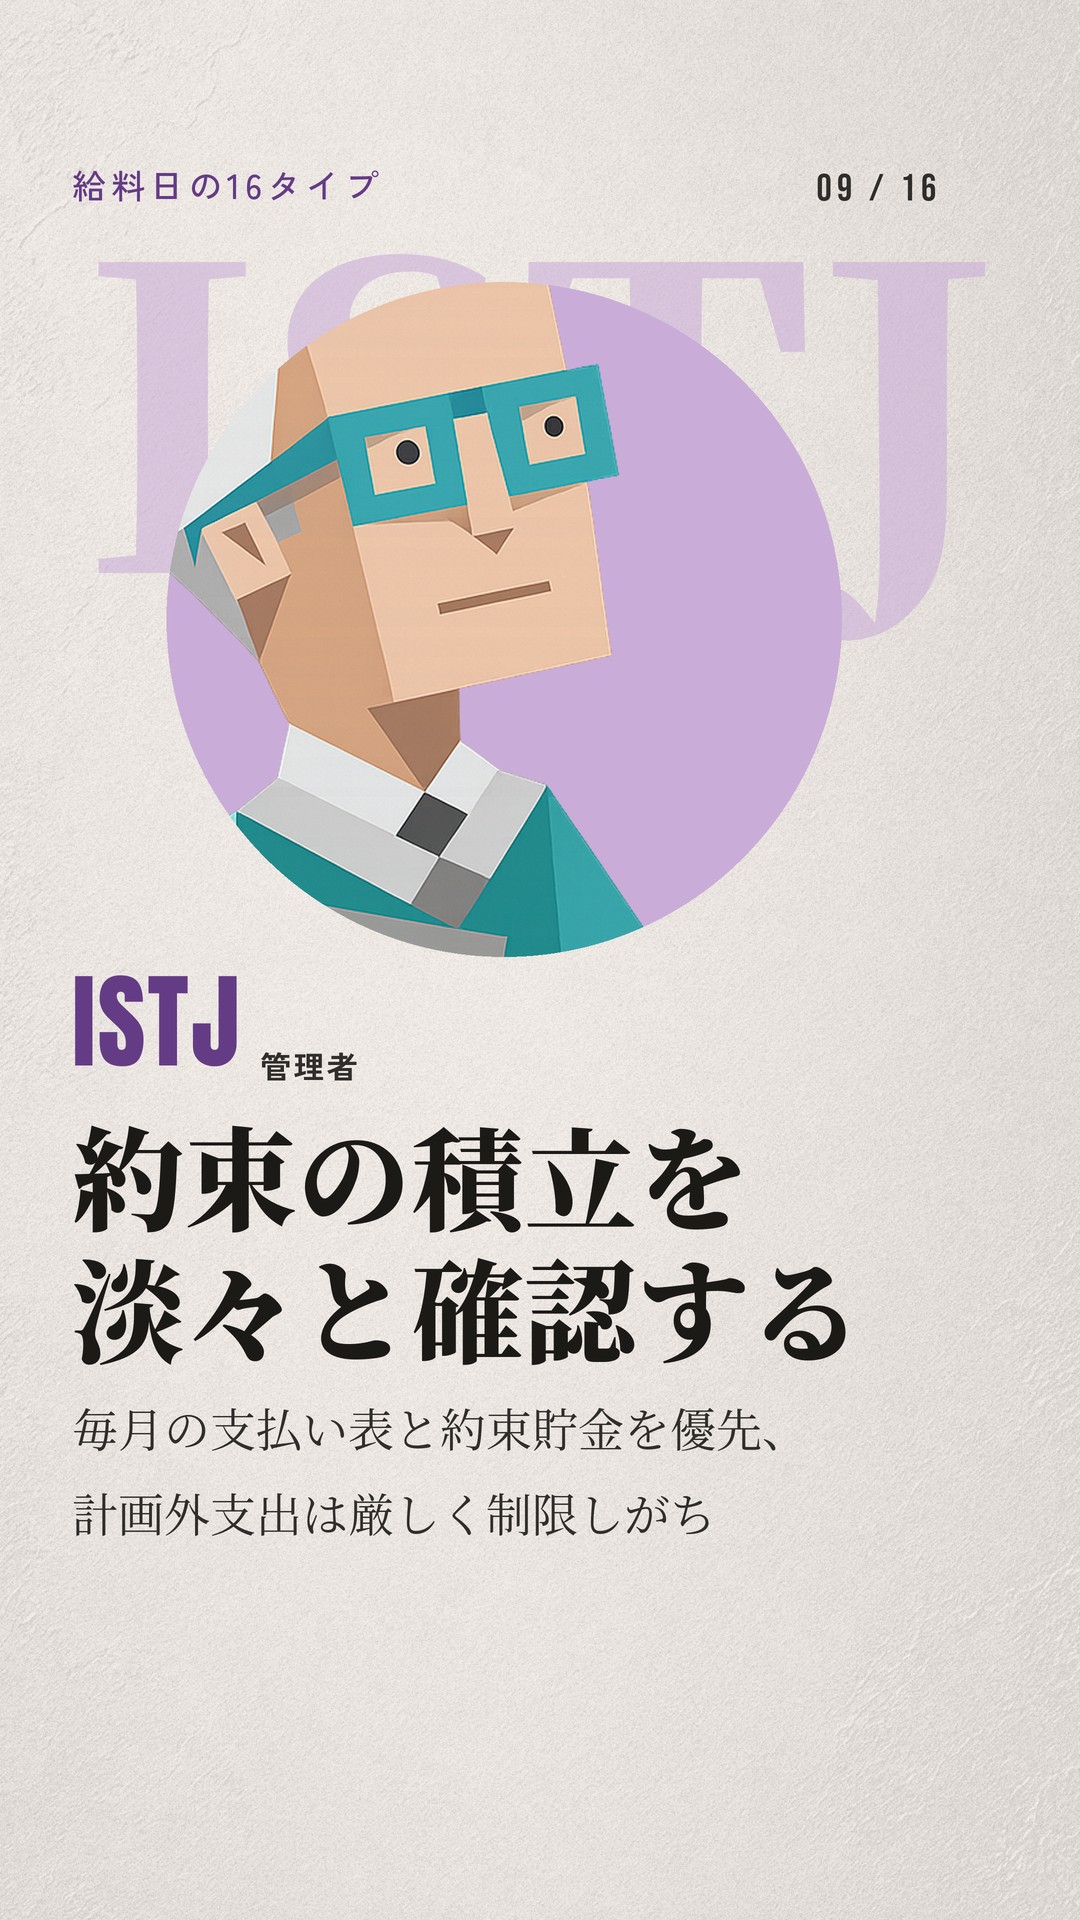 給料日の16タイプ
09 / 16
ISTJ
ISTJ
管理者
約束の積立を
淡々と確認する
毎月の支払い表と約束貯金を優先、
計画外支出は厳しく制限しがち